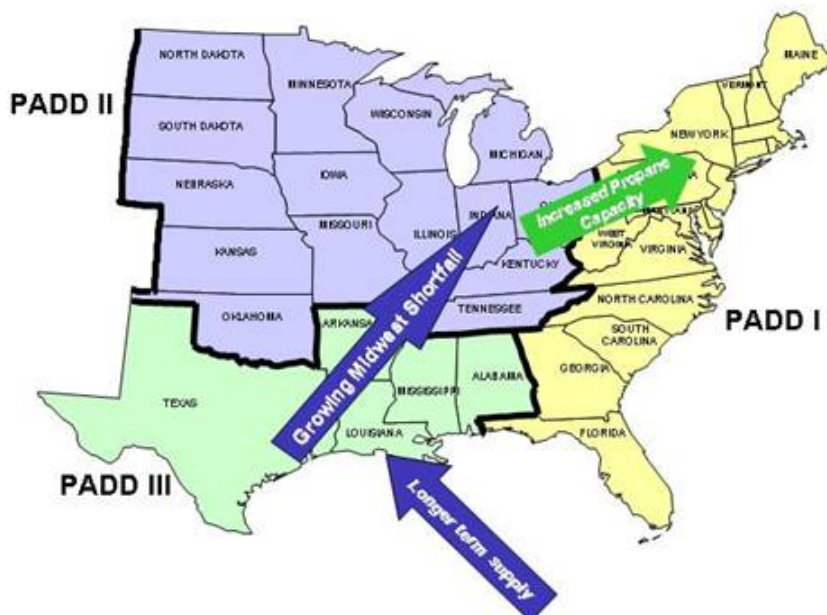 NORTH DAKOTA
MINNESOTA
MAINE
VERMONT
PADD II
WISCONSIN
SOUTH DAKOTA
NEW YORK
MICHIGAN
IOWA
NEBRASKA
Increased Propane
Capacity
INDIANA
ILLINOIS
MISSOURI
KANSAS
WEST
VIRGINIA
VIRGINIA
KENTUCKY
Growing Midwest Shortfall
TENNESSEE
NORTH CAROLINA
OKLAHOMA
PADD I
SOUTH
CAROLINA
MISSISSIPPI
ALABAMA
GEORGIA
TEXAS
LOUISIANA
FLORIDA
PADD III
Longer term supply